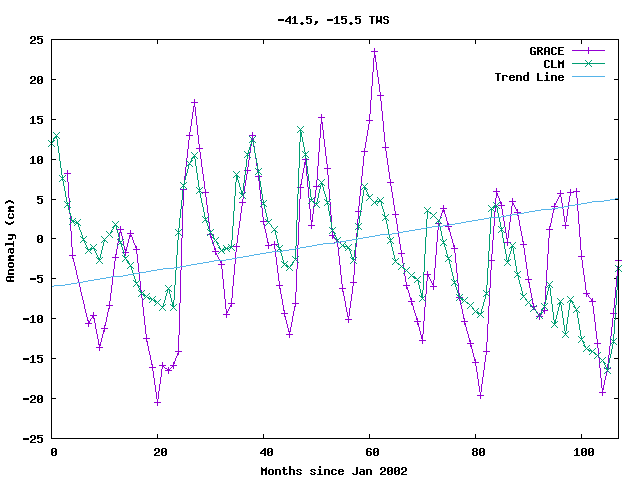 -41.5, -15.5 TWS
GRACE
CLM
Trend Line
25
20
15
10
5
0
-5
-10
-15
-20
-25
Anomaly (cm)
0 20 40 60 80 100
Months since Jan 2002